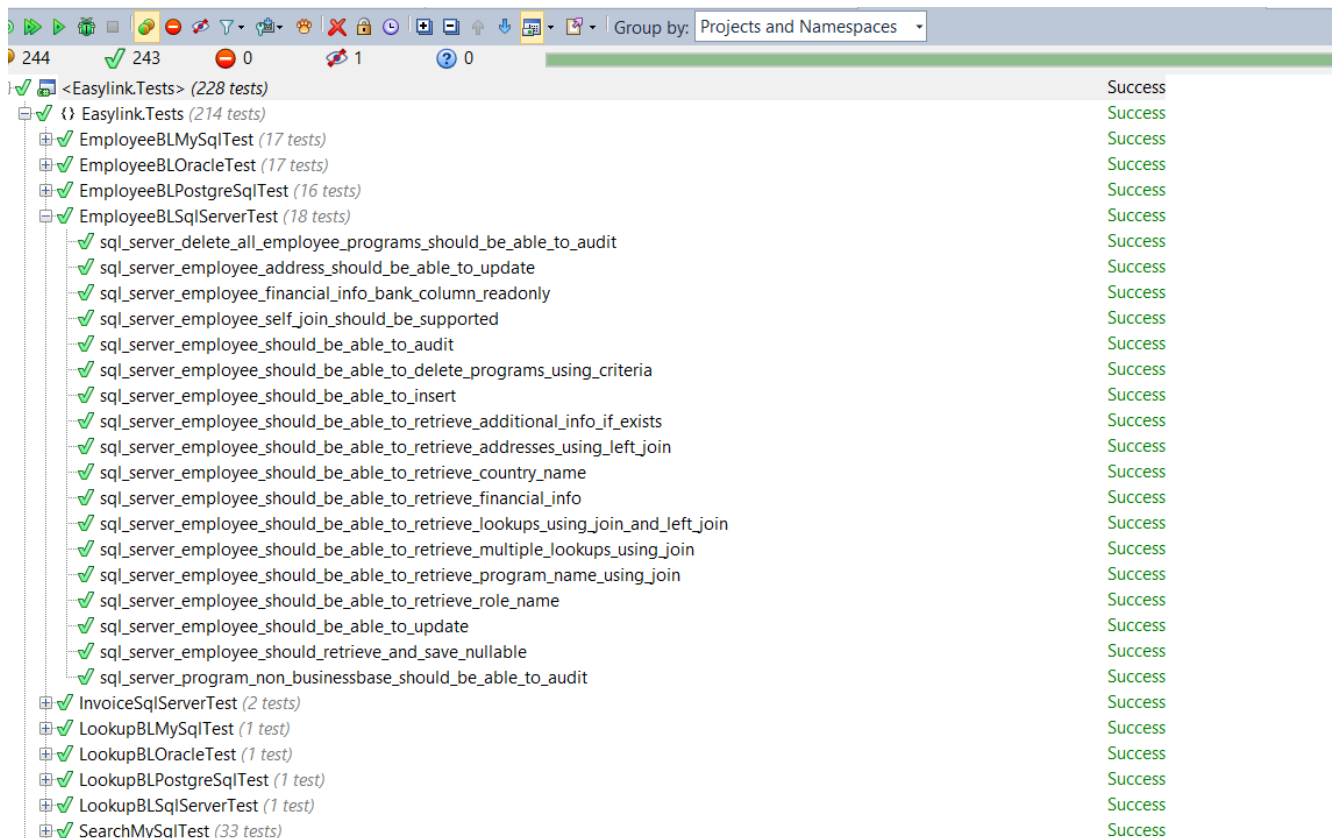 Group by: Projects and Namespaces
244 243 0 1 0
<Easylink.Tests> (228 tests) Success
Easylink.Tests (214 tests) Success
EmployeeBLMySqlTest (17 tests) Success
EmployeeBLOracleTest (17 tests) Success
EmployeeBLPostgreSqlTest (16 tests) Success
EmployeeBLSqlServerTest (18 tests) Success
sql_server_delete_all_employee_programs_should_be_able_to_audit Success
sql_server_employee_address_should_be_able_to_update Success
sql_server_employee_financial_info_bank_column_readonly Success
sql_server_employee_self_join_should_be_supported Success
sql_server_employee_should_be_able_to_audit Success
sql_server_employee_should_be_able_to_delete_programs_using_criteria Success
sql_server_employee_should_be_able_to_insert Success
sql_server_employee_should_be_able_to_retrieve_additional_info_if_exists Success
sql_server_employee_should_be_able_to_retrieve_addresses_using_left_join Success
sql_server_employee_should_be_able_to_retrieve_country_name Success
sql_server_employee_should_be_able_to_retrieve_financial_info Success
sql_server_employee_should_be_able_to_retrieve_lookups_using_join_and_left_join Success
sql_server_employee_should_be_able_to_retrieve_multiple_lookups_using_join Success
sql_server_employee_should_be_able_to_retrieve_program_name_using_join Success
sql_server_employee_should_be_able_to_retrieve_role_name Success
sql_server_employee_should_be_able_to_update Success
sql_server_employee_should_retrieve_and_save_nullable Success
sql_server_program_non_businessbase_should_be_able_to_audit Success
InvoiceSqlServerTest (2 tests) Success
LookupBLMySqlTest (1 test) Success
LookupBLOracleTest (1 test) Success
LookupBLPostgreSqlTest (1 test) Success
LookupBLSqlServerTest (1 test) Success
SearchMySqlTest (33 tests) Success